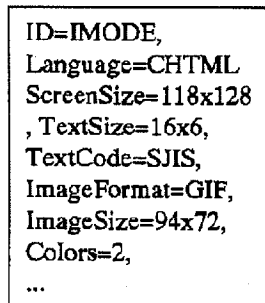 ID=IMODE,
Language=CHTML
ScreenSize=118x128
, TextSize=16x6,
TextCode=SJIS,
ImageFormat=GIF,
ImageSize=94x72,
Colors=2,
...